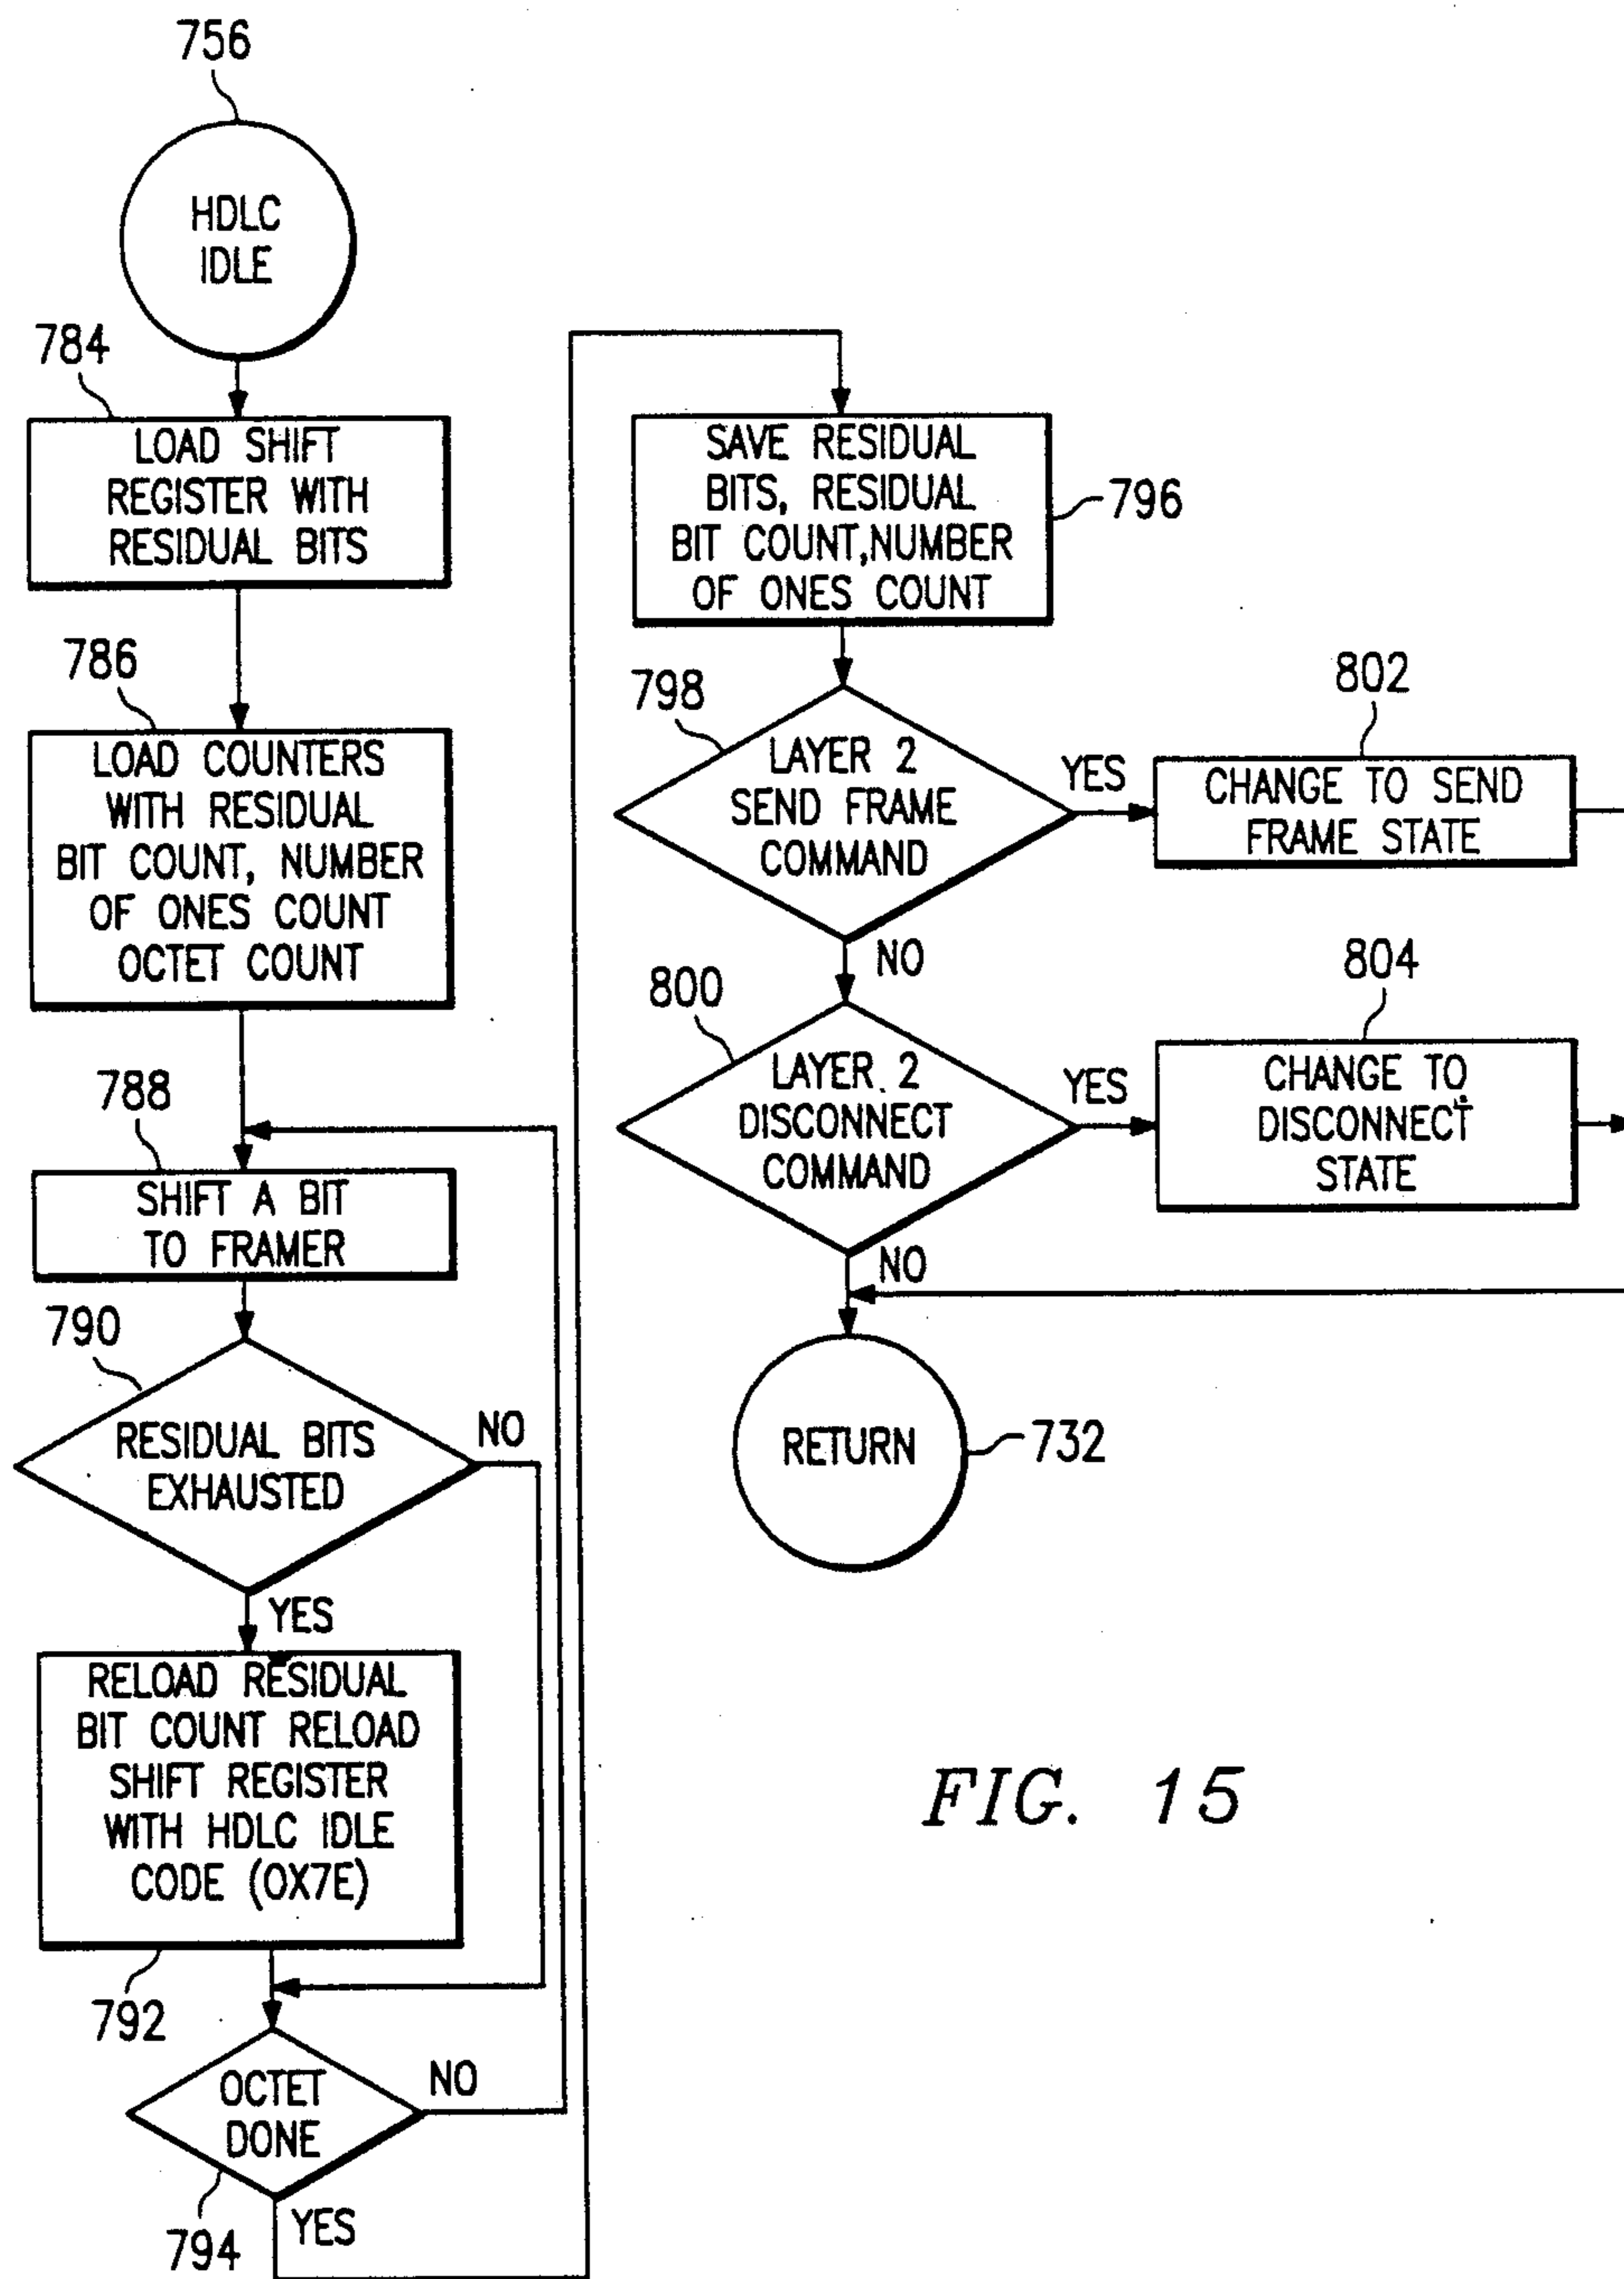 756
HDLC
IDLE
784
LOAD SHIFT
REGISTER WITH
RESIDUAL BITS
786
LOAD COUNTERS
WITH RESIDUAL
BIT COUNT, NUMBER
OF ONES COUNT
OCTET COUNT
788
SHIFT A BIT
TO FRAMER
790
RESIDUAL BITS
EXHAUSTED
NO
YES
RELOAD RESIDUAL
BIT COUNT RELOAD
SHIFT REGISTER
WITH HDLC IDLE
CODE (0X7E)
792
OCTET
DONE
NO
794
YES
SAVE RESIDUAL
BITS, RESIDUAL
BIT COUNT,NUMBER
OF ONES COUNT
796
798
LAYER 2
SEND FRAME
COMMAND
YES
802
CHANGE TO SEND
FRAME STATE
NO
800
LAYER 2
DISCONNECT
COMMAND
YES
804
CHANGE TO
DISCONNECT
STATE
NO
RETURN
732
FIG. 15